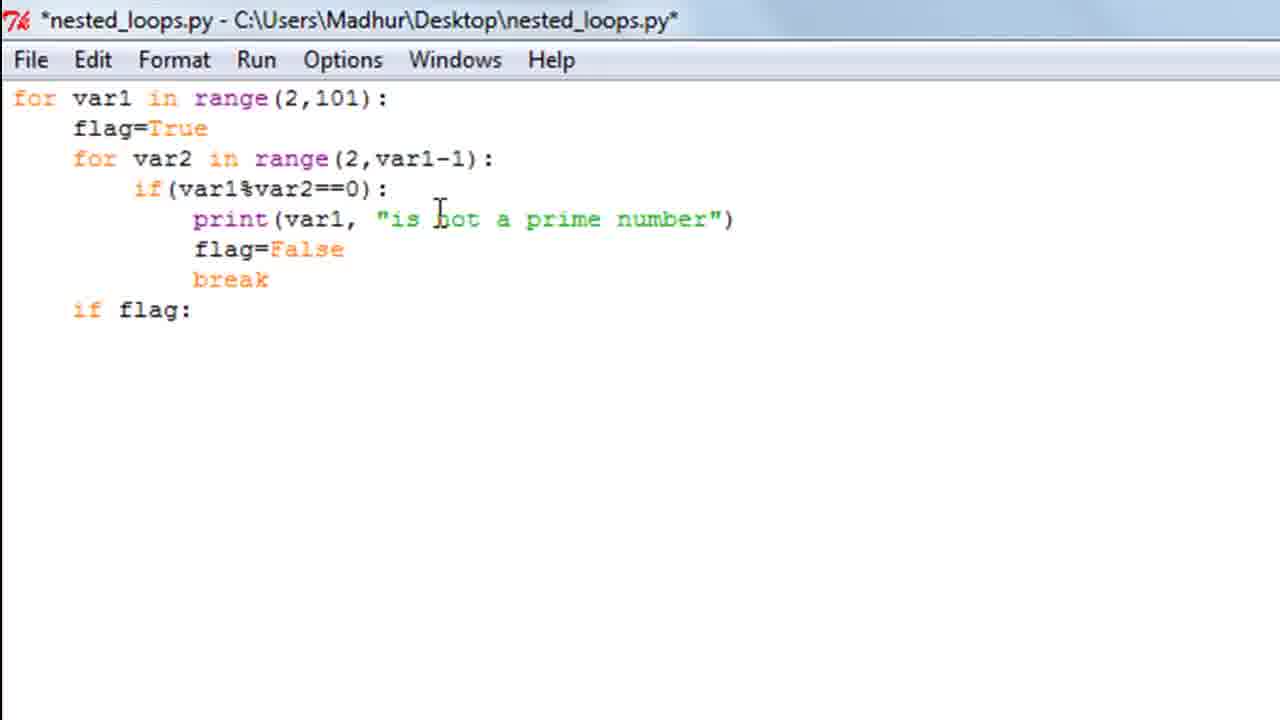 *nested_loops.py - C:\Users\Madhur\Desktop\nested_loops.py*
File Edit Format Run Options Windows Help
for var1 in range(2,101):
    flag=True
    for var2 in range(2,var1-1):
        if(var1%var2==0):
            print(var1, "is not a prime number")
            flag=False
            break
    if flag: